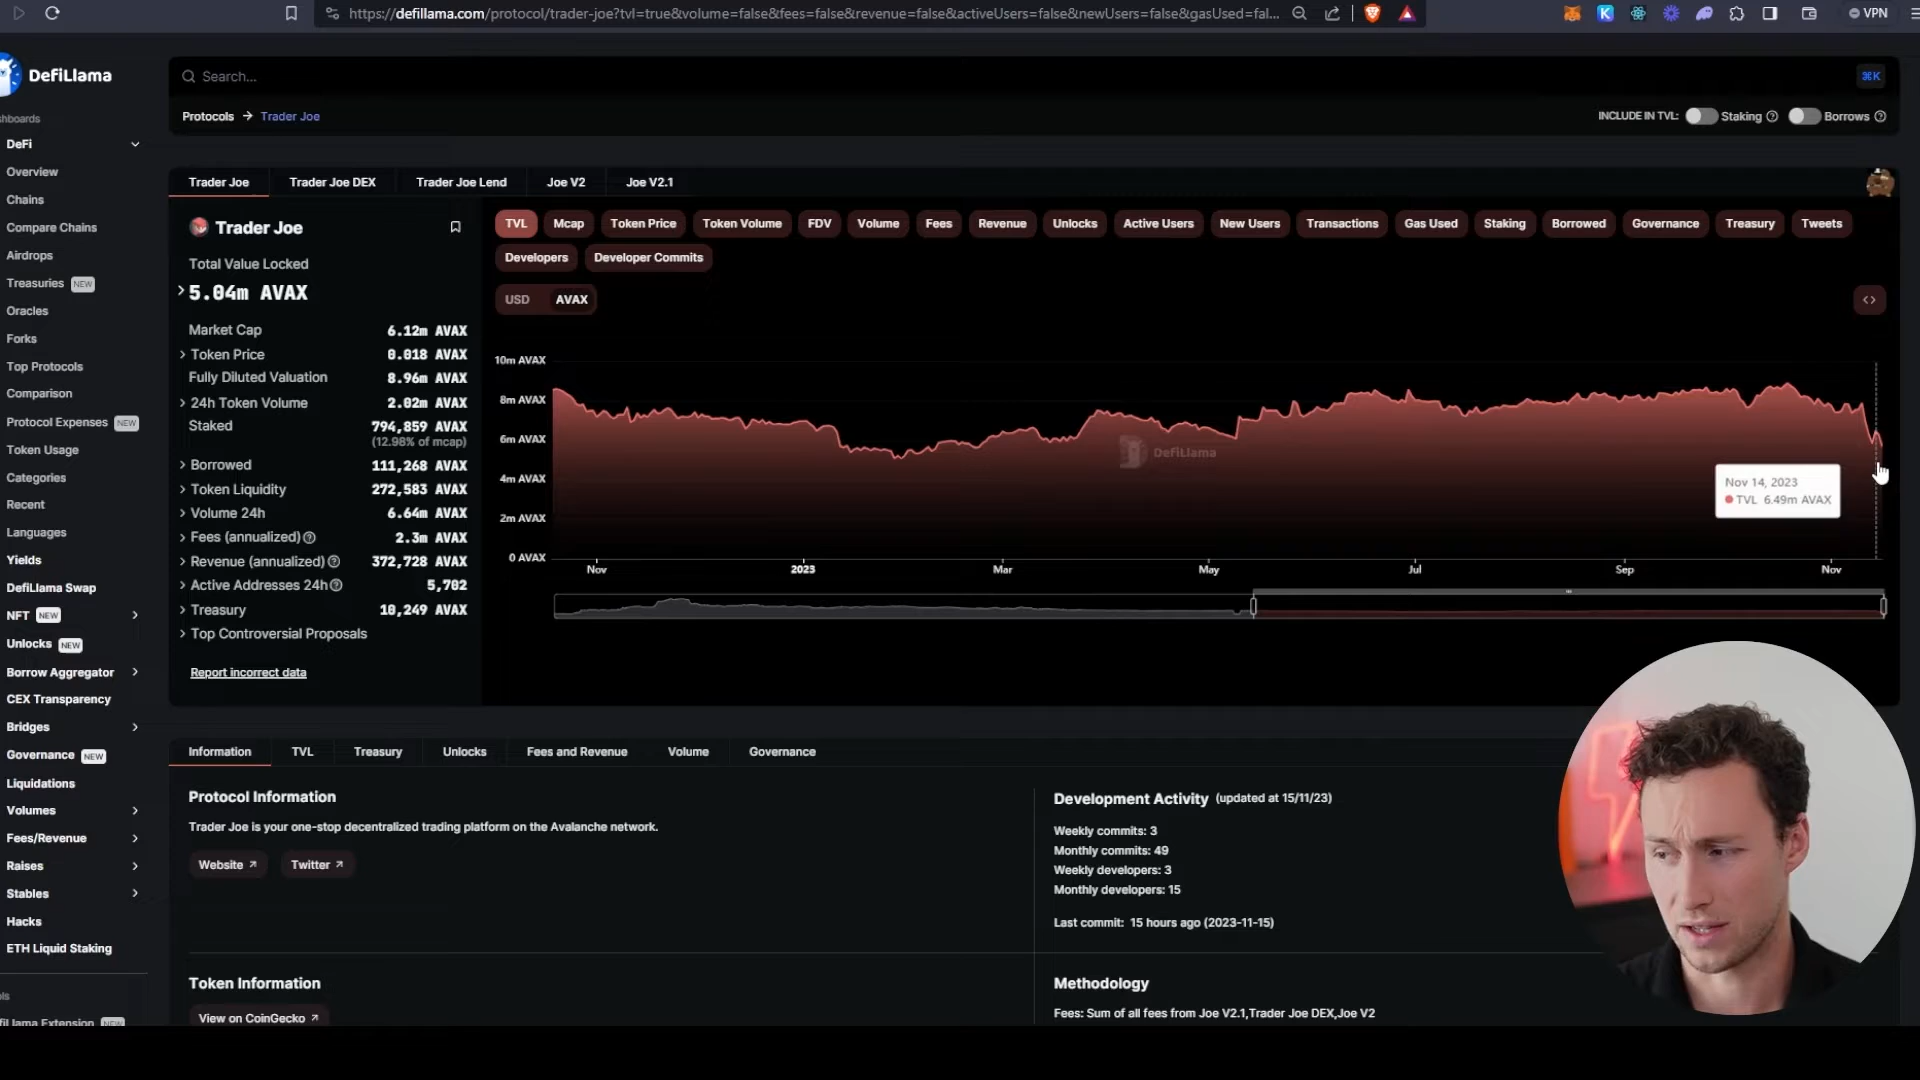 https://defillama.com/protocol/trader-joe?tvl=true&volume=false&fees=false&revenue=false&activeUsers=false&newUsers=false&gasUsed=fal...
VPN
DefiLlama
Search...
⌘K
Protocols → Trader Joe
INCLUDE IN TVL: Staking Borrows
hboards
DeFi
Overview
Chains
Compare Chains
Airdrops
Treasuries NEW
Oracles
Forks
Top Protocols
Comparison
Protocol Expenses NEW
Token Usage
Categories
Recent
Languages
Yields
DefiLlama Swap
NFT NEW
Unlocks NEW
Borrow Aggregator
CEX Transparency
Bridges
Governance NEW
Liquidations
Volumes
Fees/Revenue
Raises
Stables
Hacks
ETH Liquid Staking
ols
efiLlama Extension NEW
Trader Joe Trader Joe DEX Trader Joe Lend Joe V2 Joe V2.1
Trader Joe
Total Value Locked
5.04m AVAX
Market Cap 6.12m AVAX
Token Price 0.018 AVAX
Fully Diluted Valuation 8.96m AVAX
24h Token Volume 2.02m AVAX
Staked 794,859 AVAX
(12.98% of mcap)
Borrowed 111,268 AVAX
Token Liquidity 272,583 AVAX
Volume 24h 6.64m AVAX
Fees (annualized) 2.3m AVAX
Revenue (annualized) 372,728 AVAX
Active Addresses 24h 5,702
Treasury 10,249 AVAX
Top Controversial Proposals
Report incorrect data
TVL Mcap Token Price Token Volume FDV Volume Fees Revenue Unlocks Active Users New Users Transactions Gas Used Staking Borrowed Governance Treasury Tweets
Developers Developer Commits
USD AVAX
<>
10m AVAX
8m AVAX
6m AVAX
4m AVAX
2m AVAX
0 AVAX
DefiLlama
Nov 14, 2023
TVL 6.49m AVAX
Nov 2023 Mar May Jul Sep Nov
Information TVL Treasury Unlocks Fees and Revenue Volume Governance
Protocol Information
Trader Joe is your one-stop decentralized trading platform on the Avalanche network.
Website Twitter
Development Activity (updated at 15/11/23)
Weekly commits: 3
Monthly commits: 49
Weekly developers: 3
Monthly developers: 15
Last commit: 15 hours ago (2023-11-15)
Token Information
View on CoinGecko
Methodology
Fees: Sum of all fees from Joe V2.1,Trader Joe DEX,Joe V2